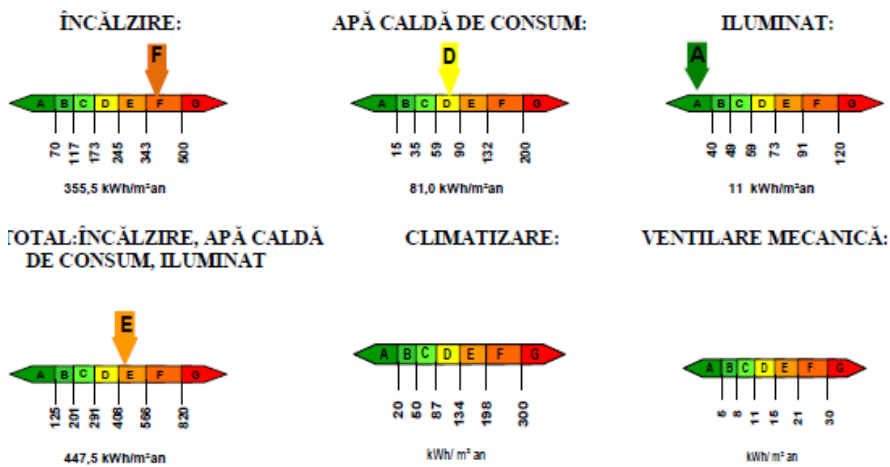 ÎNCĂLZIRE:
F
A B C D E F G
70 117 173 245 343 500
355,5 kWh/m²an
APĂ CALDĂ DE CONSUM:
D
A B C D E F G
15 35 59 90 132 200
81,0 kWh/m²an
ILUMINAT:
A
A B C D E F G
40 49 59 73 91 120
11 kWh/m²an
TOTAL:ÎNCĂLZIRE, APĂ CALDĂ
DE CONSUM, ILUMINAT
E
A B C D E F G
125 201 291 408 566 820
447,5 kWh/m²an
CLIMATIZARE:
A B C D E F G
20 50 87 134 198 300
kWh/ m² an
VENTILARE MECANICĂ:
A B C D E F G
5 8 11 15 21 30
kWh/ m² an